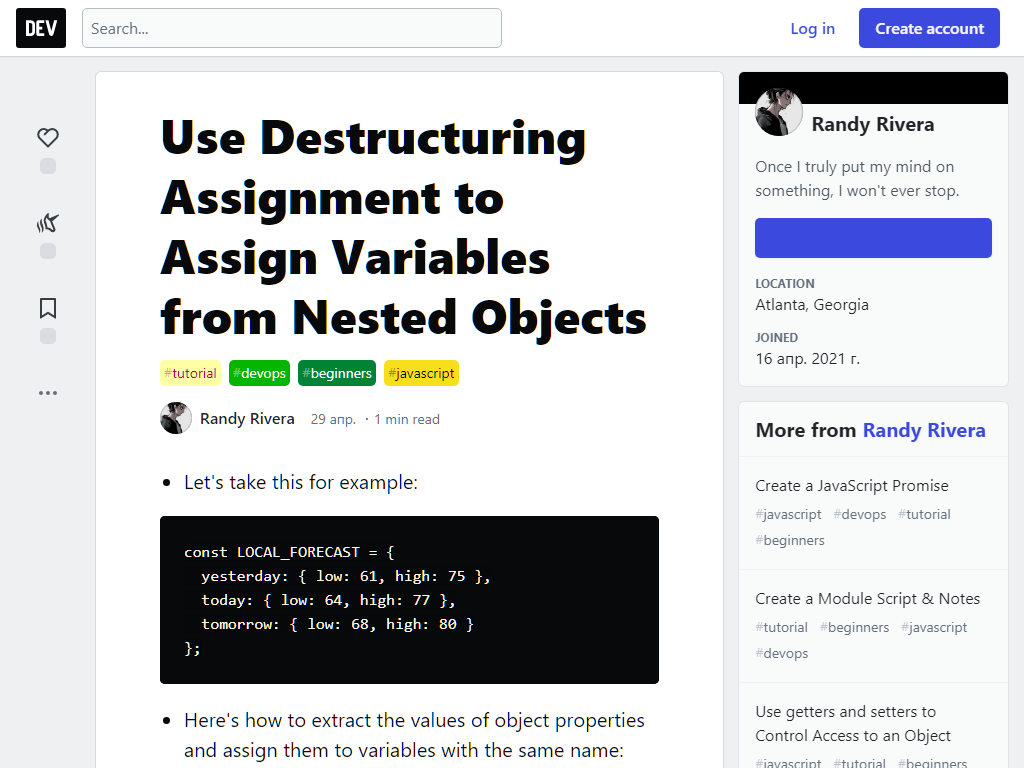 DEV
Search...
Log in
Create account
Use Destructuring
Assignment to
Assign Variables
from Nested Objects
#tutorial #devops #beginners #javascript
Randy Rivera 29 апр. · 1 min read
Let's take this for example:
const LOCAL_FORECAST = {
yesterday: { low: 61, high: 75 },
today: { low: 64, high: 77 },
tomorrow: { low: 68, high: 80 }
};
Here's how to extract the values of object properties
and assign them to variables with the same name:
Randy Rivera
Once I truly put my mind on
something, I won't ever stop.
LOCATION
Atlanta, Georgia
JOINED
16 апр. 2021 г.
More from Randy Rivera
Create a JavaScript Promise
#javascript #devops #tutorial
#beginners
Create a Module Script & Notes
#tutorial #beginners #javascript
#devops
Use getters and setters to
Control Access to an Object
#javascript #tutorial #beginners